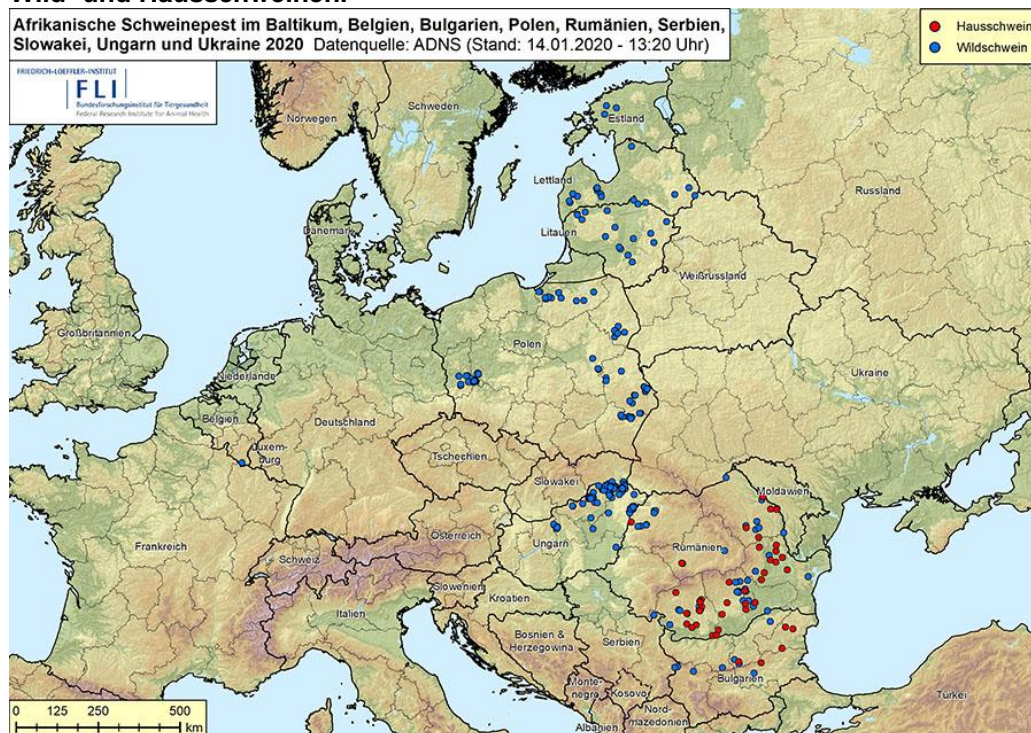 Wild- und Hausschweinen.
Afrikanische Schweinepest im Baltikum, Belgien, Bulgarien, Polen, Rumänien, Serbien,
Slowakei, Ungarn und Ukraine 2020 Datenquelle: ADNS (Stand: 14.01.2020 - 13:20 Uhr)
Hausschwein
Wildschwein
FRIEDRICH-LOEFFLER-INSTITUT
FLI
Bundesforschungsinstitut für Tiergesundheit
Federal Research Institute for Animal Health
Norwegen
Schweden
Estland
Lettland
Russland
Dänemark
Litauen
Weißrussland
Großbritannien
Niederlande
Polen
Ukraine
Belgien
Deutschland
Luxem-
burg
Tschechien
Slowakei
Moldawien
Frankreich
Österreich
Ungarn
Rumänien
Schweiz
Slowenien
Kroatien
Italien
Bosnien &
Herzegowina
Serbien
Monte-
negro
Kosovo
Bulgarien
Nord-
mazedonien
Albanien
Türkei
0 125 250 500
km